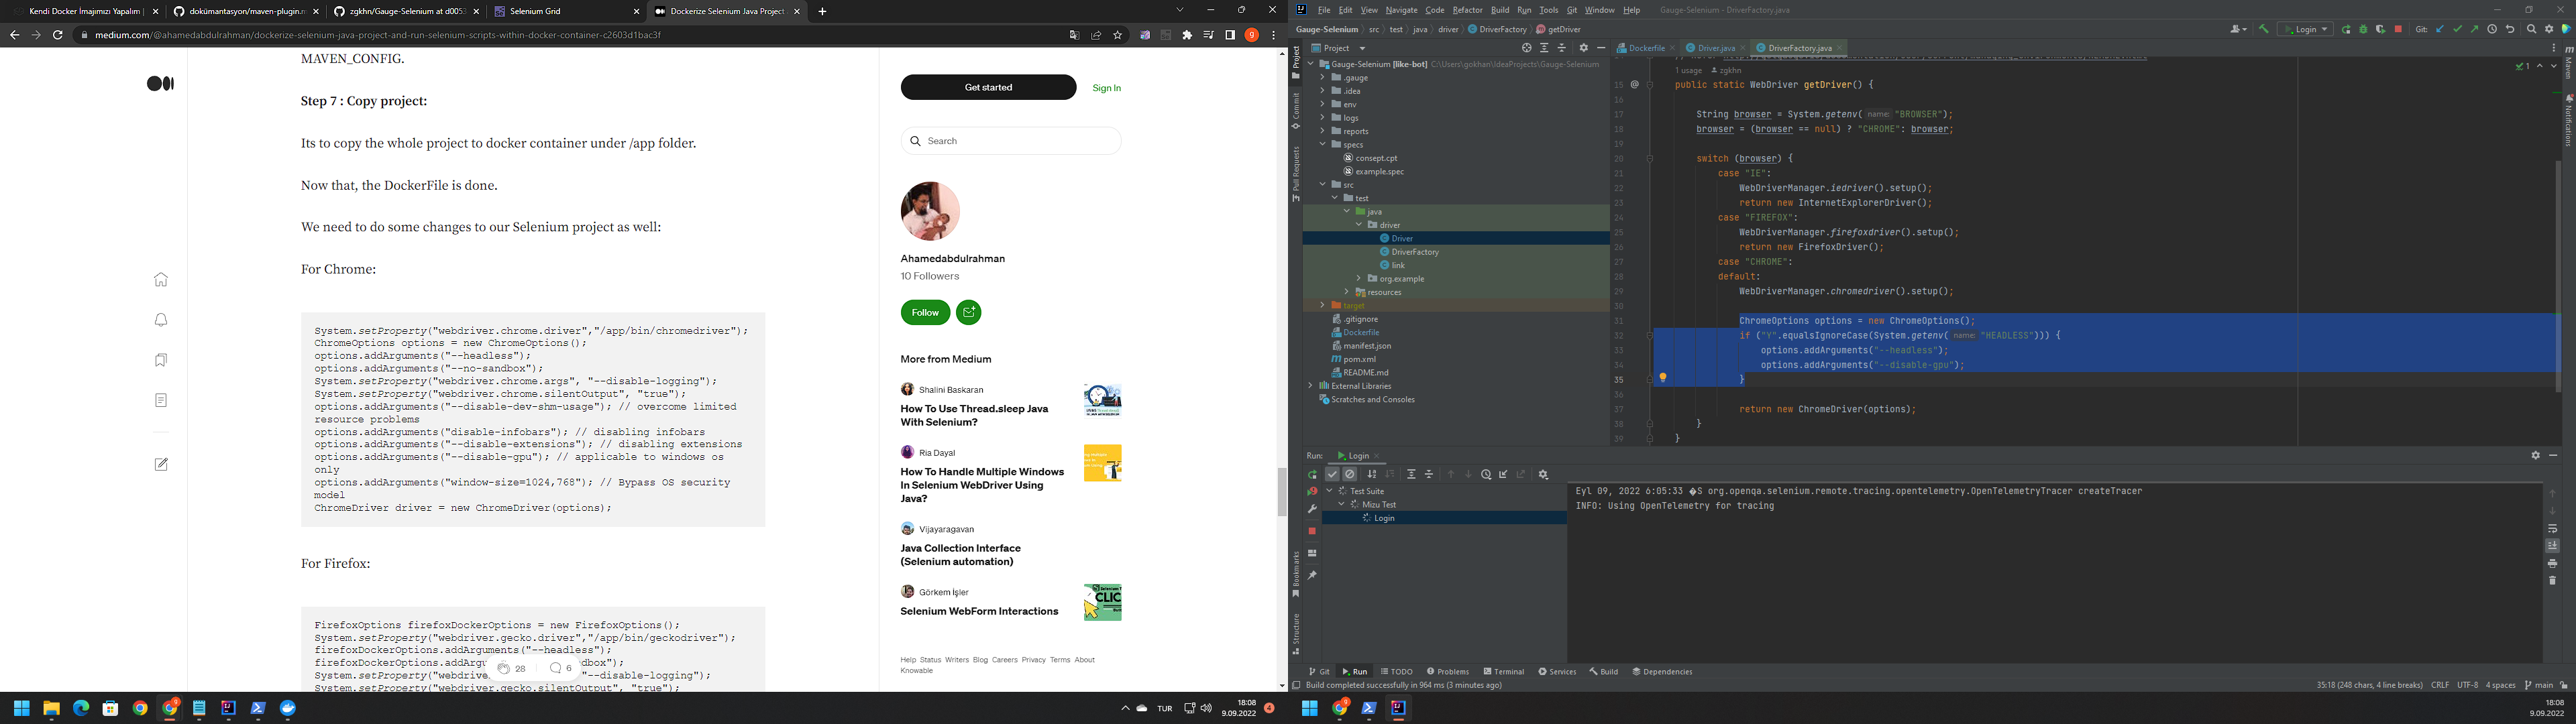 Kendi Docker İmajımızı Yapalım |
dokümantasyon/maven-plugin.m
zgkhn/Gauge-Selenium at d0053
Selenium Grid
Dockerize Selenium Java Project
medium.com/@ahamedabdulrahman/dockerize-selenium-java-project-and-run-selenium-scripts-within-docker-container-c2603d1bac3f
MAVEN_CONFIG.
Step 7 : Copy project:
Its to copy the whole project to docker container under /app folder.
Now that, the DockerFile is done.
We need to do some changes to our Selenium project as well:
For Chrome:
System.setProperty("webdriver.chrome.driver","/app/bin/chromedriver");
ChromeOptions options = new ChromeOptions();
options.addArguments("--headless");
options.addArguments("--no-sandbox");
System.setProperty("webdriver.chrome.args", "--disable-logging");
System.setProperty("webdriver.chrome.silentOutput", "true");
options.addArguments("--disable-dev-shm-usage"); // overcome limited
resource problems
options.addArguments("disable-infobars"); // disabling infobars
options.addArguments("--disable-extensions"); // disabling extensions
options.addArguments("--disable-gpu"); // applicable to windows os
only
options.addArguments("window-size=1024,768"); // Bypass OS security
model
ChromeDriver driver = new ChromeDriver(options);
For Firefox:
FirefoxOptions firefoxDockerOptions = new FirefoxOptions();
System.setProperty("webdriver.gecko.driver","/app/bin/geckodriver");
firefoxDockerOptions.addArguments("--headless");
firefoxDockerOptions.addArgu dbox");
System.setProperty("webdrive "--disable-logging");
System.setProperty("webdriver.gecko.silentOutput", "true");
28
6
Get started
Sign In
Search
Ahamedabdulrahman
10 Followers
Follow
More from Medium
Shalini Baskaran
How To Use Thread.sleep Java
With Selenium?
Ria Dayal
How To Handle Multiple Windows
In Selenium WebDriver Using
Java?
Vijayaragavan
Java Collection Interface
(Selenium automation)
Görkem İşler
Selenium WebForm Interactions
Help Status Writers Blog Careers Privacy Terms About
Knowable
TUR
18:08
9.09.2022
4
File Edit View Navigate Code Refactor Build Run Tools Git Window Help
Gauge-Selenium - DriverFactory.java
Gauge-Selenium
src
test
java
driver
DriverFactory
getDriver
Login
Git:
Project
Dockerfile
Driver.java
DriverFactory.java
Gauge-Selenium [like-bot] C:\Users\gokhan\IdeaProjects\Gauge-Selenium
.gauge
.idea
env
logs
reports
specs
consept.cpt
example.spec
src
test
java
driver
Driver
DriverFactory
link
org.example
resources
target
.gitignore
Dockerfile
manifest.json
pom.xml
README.md
External Libraries
Scratches and Consoles
Project
Commit
Pull Requests
Bookmarks
Structure
Maven
Notifications
1 usage zgkhn
1
15 public static WebDriver getDriver() {
16
17 String browser = System.getenv( name: "BROWSER");
18 browser = (browser == null) ? "CHROME": browser;
19
20 switch (browser) {
21 case "IE":
22 WebDriverManager.iedriver().setup();
23 return new InternetExplorerDriver();
24 case "FIREFOX":
25 WebDriverManager.firefoxdriver().setup();
26 return new FirefoxDriver();
27 case "CHROME":
28 default:
29 WebDriverManager.chromedriver().setup();
30
31 ChromeOptions options = new ChromeOptions();
32 if ("Y".equalsIgnoreCase(System.getenv( name: "HEADLESS"))) {
33 options.addArguments("--headless");
34 options.addArguments("--disable-gpu");
35 }
36
37 return new ChromeDriver(options);
38 }
39 }
Run: Login
Test Suite
Mizu Test
Login
Eyl 09, 2022 6:05:33 �S org.openqa.selenium.remote.tracing.opentelemetry.OpenTelemetryTracer createTracer
INFO: Using OpenTelemetry for tracing
Git
Run
TODO
Problems
Terminal
Services
Build
Dependencies
Build completed successfully in 964 ms (3 minutes ago)
35:18 (248 chars, 4 line breaks) CRLF UTF-8 4 spaces main
18:08
9.09.2022